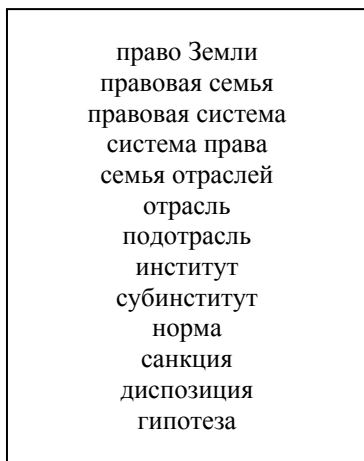 право Земли
правовая семья
правовая система
система права
семья отраслей
отрасль
подотрасль
институт
субинститут
норма
санкция
диспозиция
гипотеза